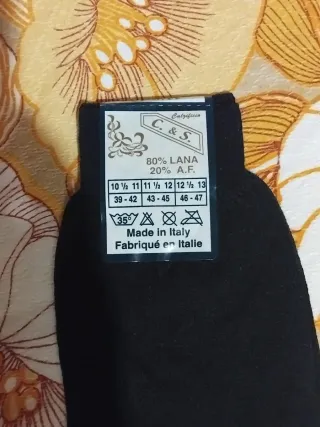 Calzificio
C. & S.
80% LANA
20% A.F.
10 ½ 11 11 ½ 12 12 ½ 13
39 - 42 43 - 45 46 - 47
35°
Made in Italy
Fabriqué en Italie